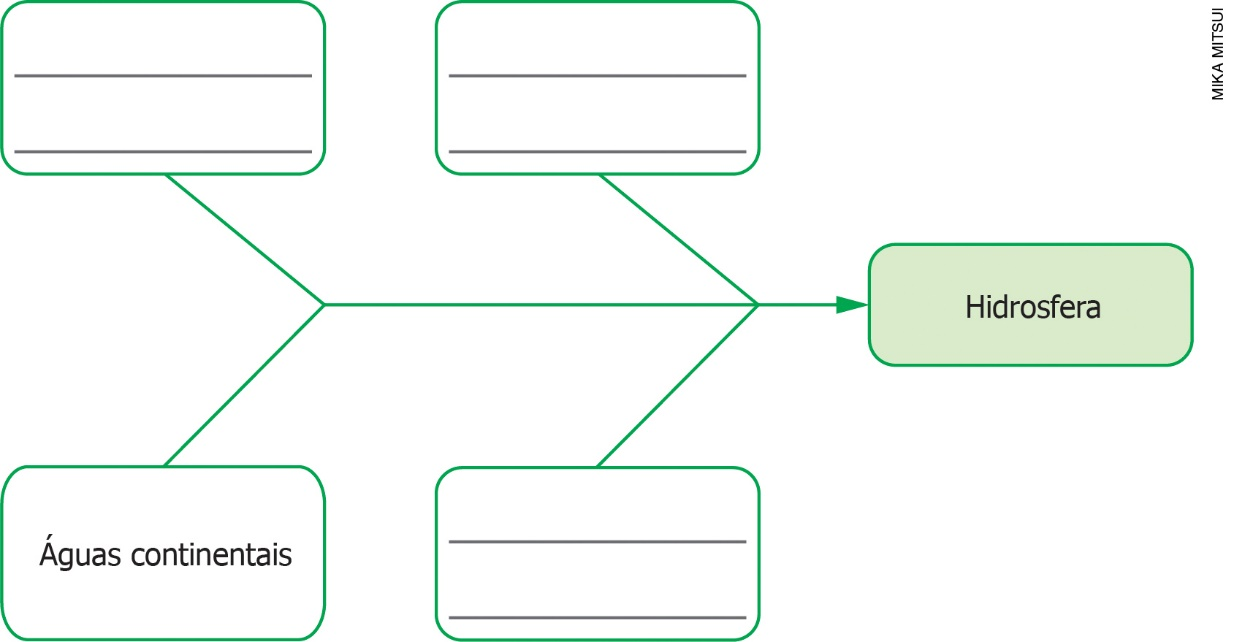 MIKA MITSUI
Hidrosfera
Águas continentais